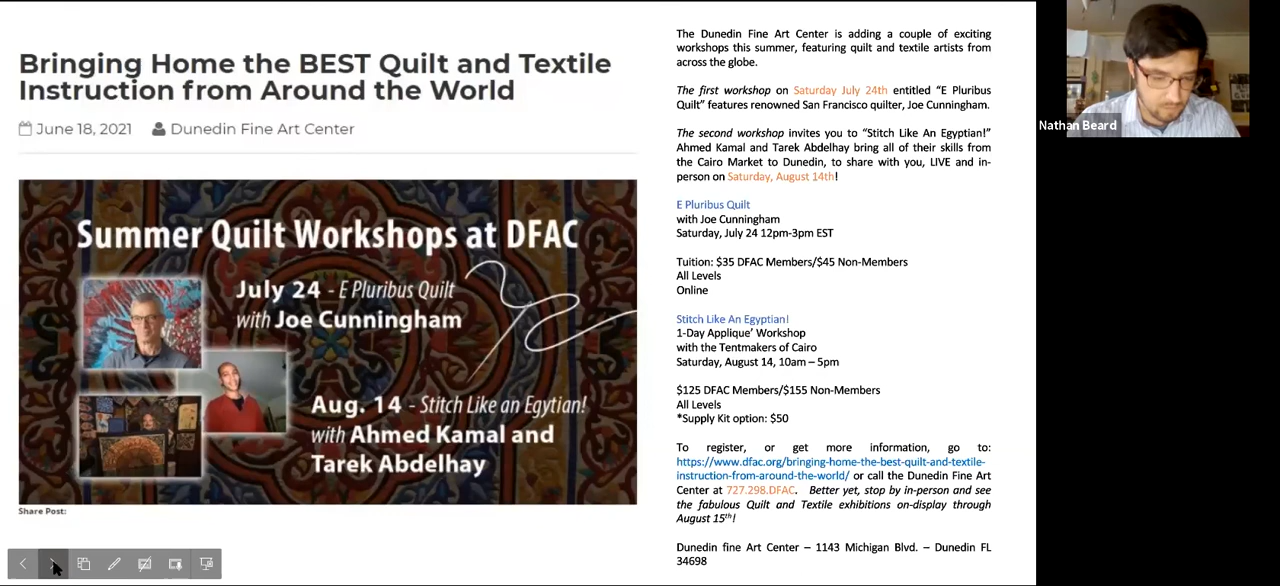 Bringing Home the BEST Quilt and Textile
Instruction from Around the World
June 18, 2021 Dunedin Fine Art Center
Summer Quilt Workshops at DFAC
July 24 - E Pluribus Quilt
with Joe Cunningham
Aug. 14 - Stitch Like an Egytian!
with Ahmed Kamal and
Tarek Abdelhay
Share Post:
The Dunedin Fine Art Center is adding a couple of exciting
workshops this summer, featuring quilt and textile artists from
across the globe.
The first workshop on Saturday July 24th entitled “E Pluribus
Quilt” features renowned San Francisco quilter, Joe Cunningham.
The second workshop invites you to “Stitch Like An Egyptian!”
Ahmed Kamal and Tarek Abdelhay bring all of their skills from
the Cairo Market to Dunedin, to share with you, LIVE and in-
person on Saturday, August 14th!
E Pluribus Quilt
with Joe Cunningham
Saturday, July 24 12pm-3pm EST
Tuition: $35 DFAC Members/$45 Non-Members
All Levels
Online
Stitch Like An Egyptian!
1-Day Applique’ Workshop
with the Tentmakers of Cairo
Saturday, August 14, 10am – 5pm
$125 DFAC Members/$155 Non-Members
All Levels
*Supply Kit option: $50
To register, or get more information, go to:
https://www.dfac.org/bringing-home-the-best-quilt-and-textile-
instruction-from-around-the-world/ or call the Dunedin Fine Art
Center at 727.298.DFAC. Better yet, stop by in-person and see
the fabulous Quilt and Textile exhibitions on-display through
August 15th!
Dunedin fine Art Center – 1143 Michigan Blvd. – Dunedin FL
34698
Nathan Beard